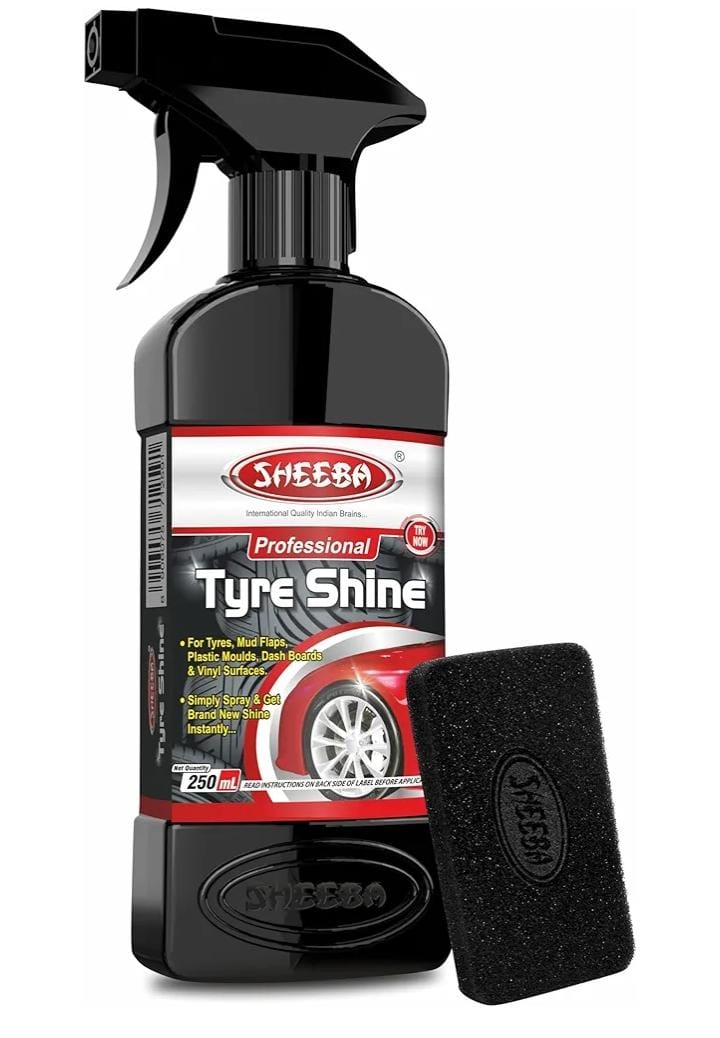 SHEEBA ®
International Quality Indian Brains...
Professional
TRY
NOW
Tyre Shine
• For Tyres, Mud Flaps,
Plastic Moulds, Dash Boards
& Vinyl Surfaces.
• Simply Spray & Get
Brand New Shine
Instantly...
Net Quantity
250 mL
READ INSTRUCTIONS ON BACK SIDE OF LABEL BEFORE
SHEEBA
Tyre Shine
SHEEBA
SHEEBA